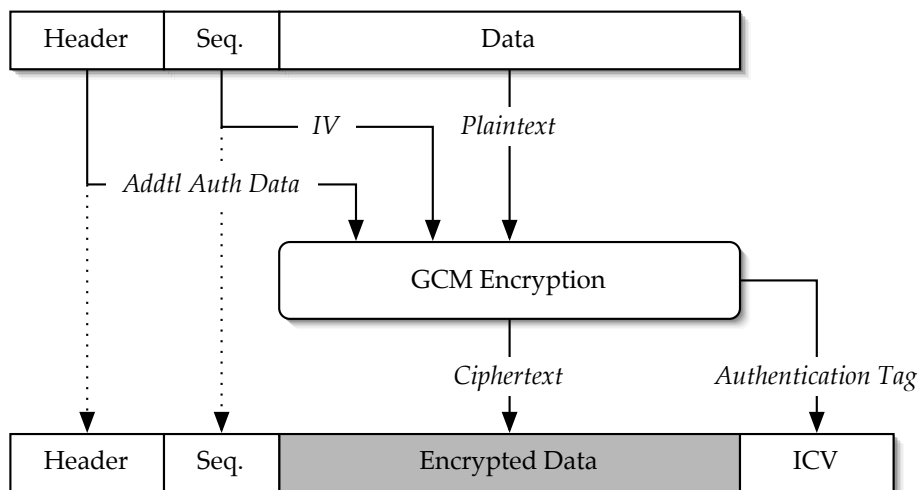 Header Seq. Data
IV Plaintext
Addtl Auth Data
GCM Encryption
Ciphertext Authentication Tag
Header Seq. Encrypted Data ICV